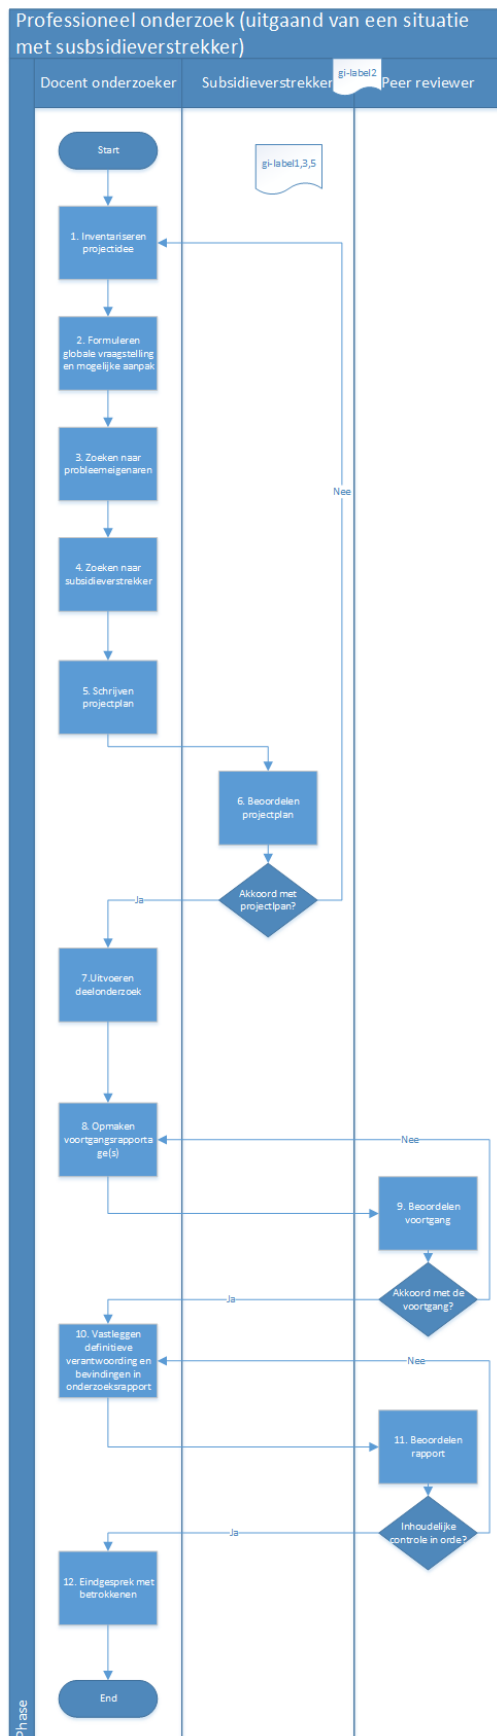 Professioneel onderzoek (uitgaand van een situatie
met susbsidieverstrekker)
Docent onderzoeker
Subsidieverstrekker
gi-label2
Peer reviewer
Start
gi-label1,3,5
1. Inventariseren
projectidee
2. Formuleren
globale vraagstelling
en mogelijke aanpak
3. Zoeken naar
probleemeigenaren
Nee
4. Zoeken naar
subsidieverstrekker
5. Schrijven
projectplan
6. Beoordelen
projectplan
Akkoord met
projectlpan?
Ja
7.Uitvoeren
deelonderzoek
8. Opmaken
voortgangsrapporta
ge(s)
Nee
9. Beoordelen
voortgang
Akkoord met de
voortgang?
Ja
10. Vastleggen
definitieve
verantwoording en
bevindingen in
onderzoeksrapport
Nee
11. Beoordelen
rapport
Inhoudelijke
controle in orde?
Ja
12. Eindgesprek met
betrokkenen
End
Phase